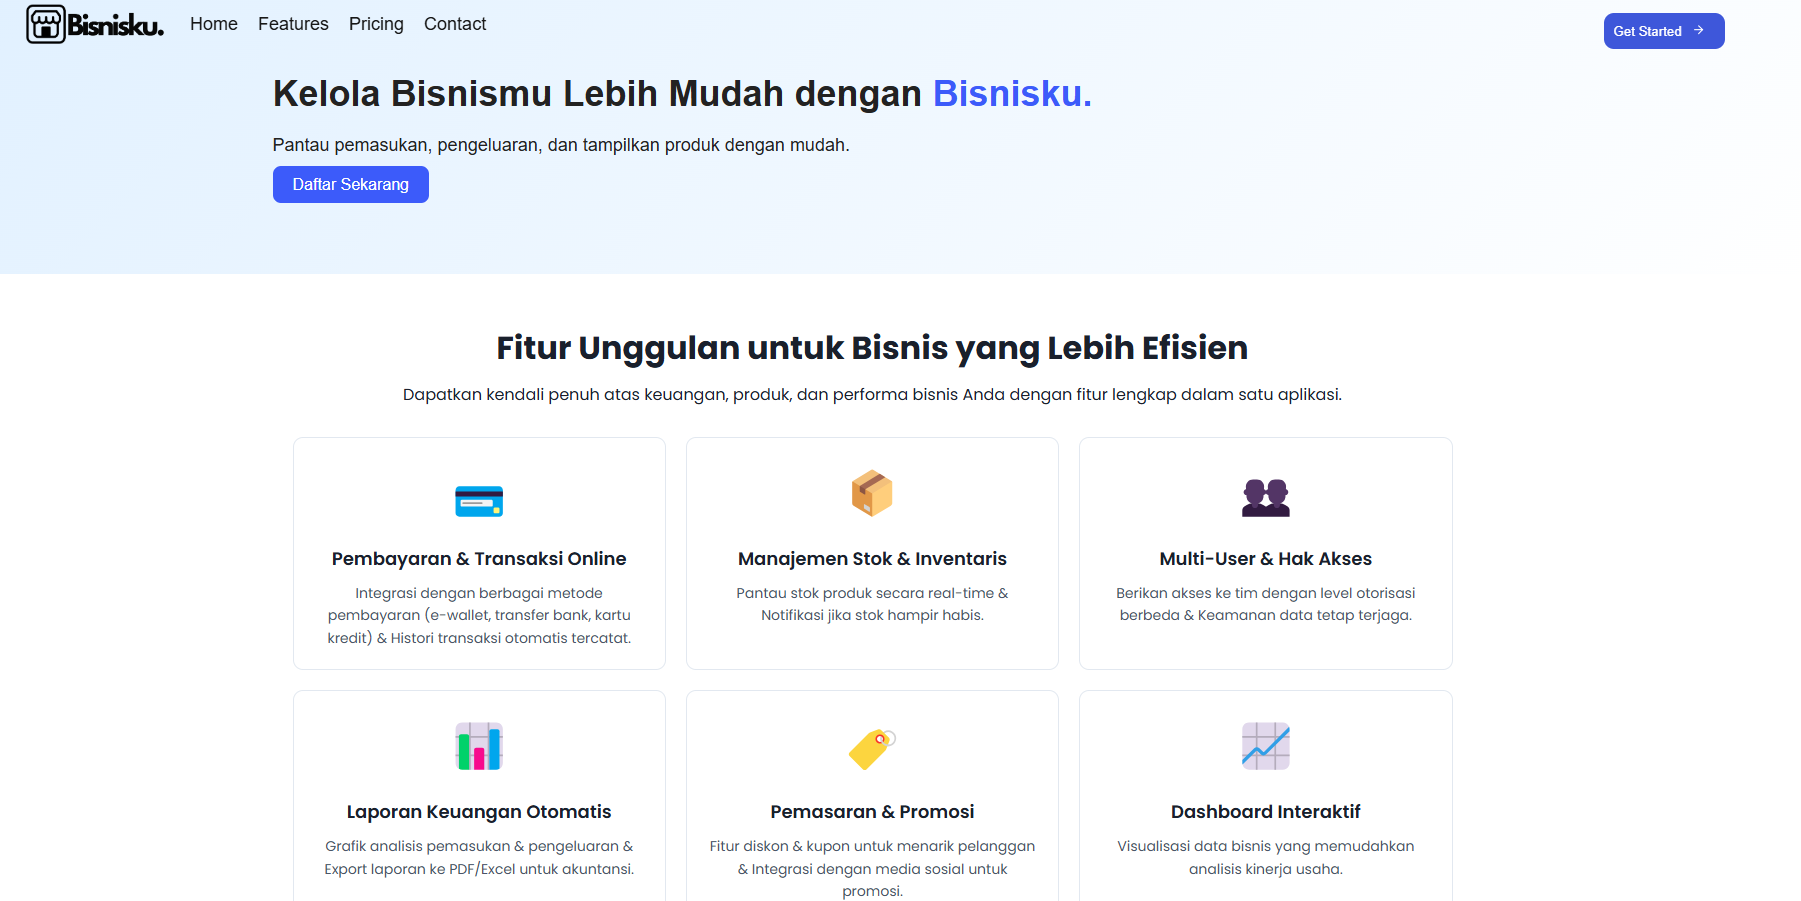 Bisnisku.
Home Features Pricing Contact
Get Started →
Kelola Bisnismu Lebih Mudah dengan Bisnisku.
Pantau pemasukan, pengeluaran, dan tampilkan produk dengan mudah.
Daftar Sekarang
Fitur Unggulan untuk Bisnis yang Lebih Efisien
Dapatkan kendali penuh atas keuangan, produk, dan performa bisnis Anda dengan fitur lengkap dalam satu aplikasi.
Pembayaran & Transaksi Online
Integrasi dengan berbagai metode
pembayaran (e-wallet, transfer bank, kartu
kredit) & Histori transaksi otomatis tercatat.
Manajemen Stok & Inventaris
Pantau stok produk secara real-time &
Notifikasi jika stok hampir habis.
Multi-User & Hak Akses
Berikan akses ke tim dengan level otorisasi
berbeda & Keamanan data tetap terjaga.
Laporan Keuangan Otomatis
Grafik analisis pemasukan & pengeluaran &
Export laporan ke PDF/Excel untuk akuntansi.
Pemasaran & Promosi
Fitur diskon & kupon untuk menarik pelanggan
& Integrasi dengan media sosial untuk
promosi.
Dashboard Interaktif
Visualisasi data bisnis yang memudahkan
analisis kinerja usaha.